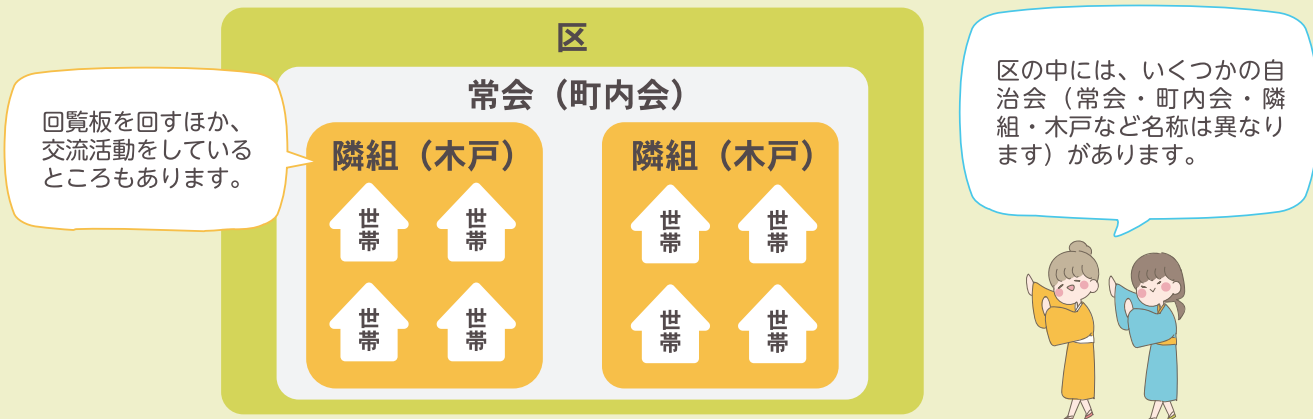 区
常会（町内会）
回覧板を回すほか、
交流活動をしている
ところもあります。
隣組（木戸）
世帯
世帯
世帯
世帯
隣組（木戸）
世帯
世帯
世帯
世帯
区の中には、いくつかの自
治会（常会・町内会・隣
組・木戸など名称は異なり
ます）があります。